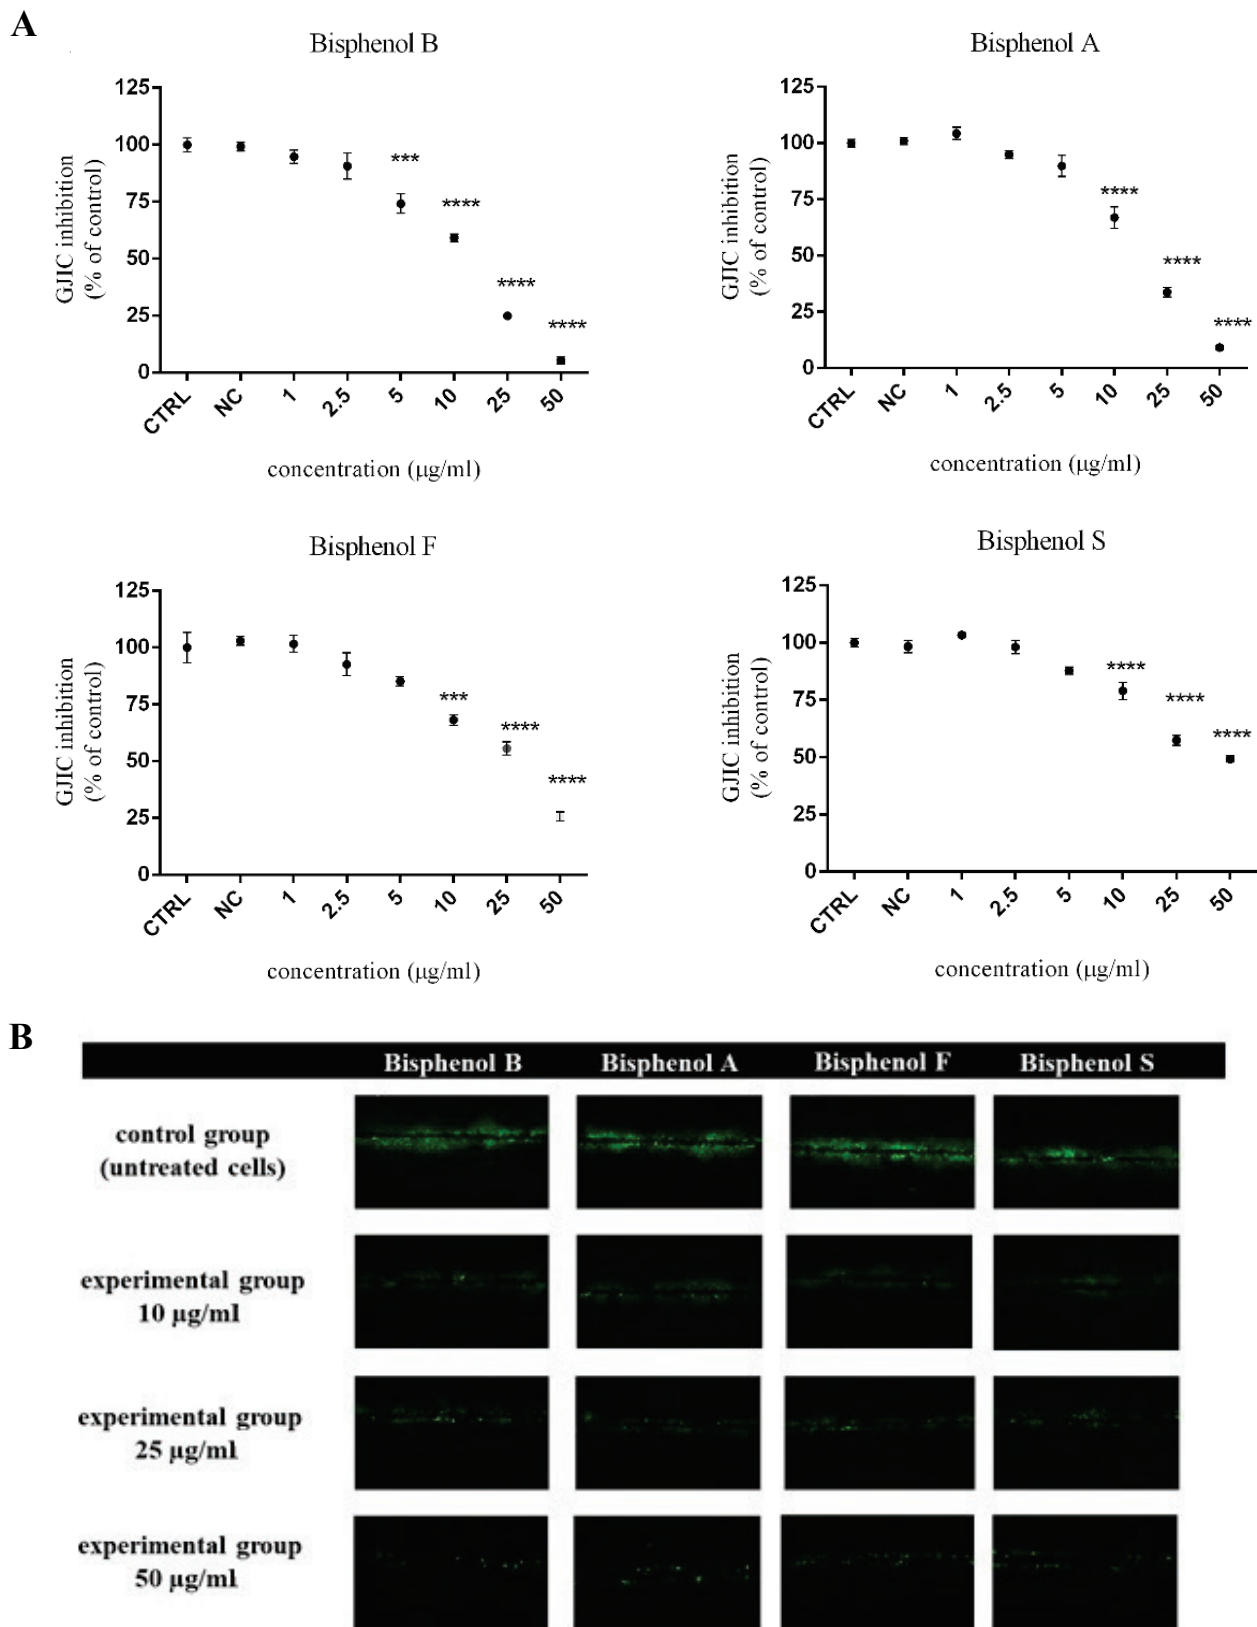 A
Bisphenol B
GJIC inhibition
(% of control)
125
100
75
50
25
0
***
****
****
****
CTRL
NC
1
2.5
5
10
25
50
concentration (μg/ml)
Bisphenol A
GJIC inhibition
(% of control)
125
100
75
50
25
0
****
****
****
CTRL
NC
1
2.5
5
10
25
50
concentration (μg/ml)
Bisphenol F
GJIC inhibition
(% of control)
125
100
75
50
25
0
***
****
****
CTRL
NC
1
2.5
5
10
25
50
concentration (μg/ml)
Bisphenol S
GJIC inhibition
(% of control)
125
100
75
50
25
0
****
****
****
CTRL
NC
1
2.5
5
10
25
50
concentration (μg/ml)
B
Bisphenol B Bisphenol A Bisphenol F Bisphenol S
control group
(untreated cells)
experimental group
10 μg/ml
experimental group
25 μg/ml
experimental group
50 μg/ml